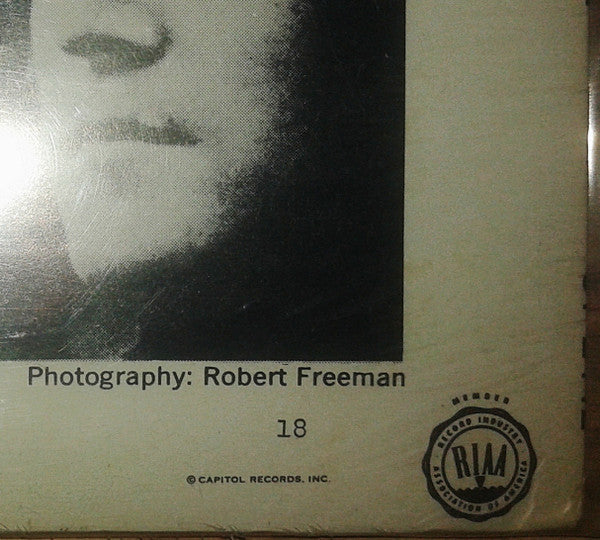 Photography: Robert Freeman
18
© CAPITOL RECORDS, INC.
MEMBER
RECORD INDUSTRY
RIAA
ASSOCIATION OF AMERICA